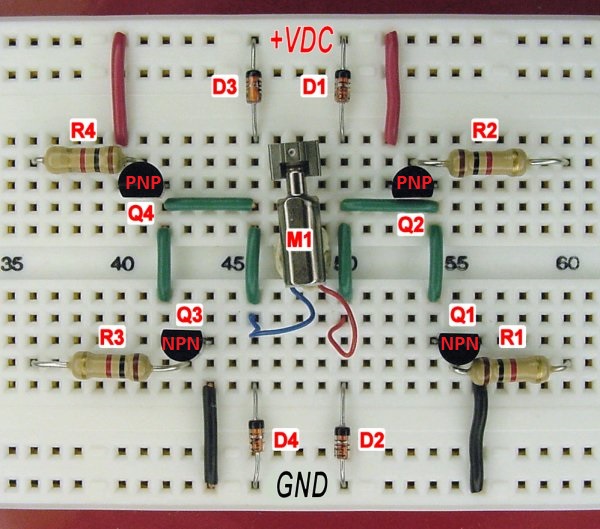 +VDC
D3
D1
R4
R2
PNP
PNP
Q4
Q2
M1
35
40
45
50
55
60
Q3
Q1
NPN
NPN
R3
R1
D4
D2
GND